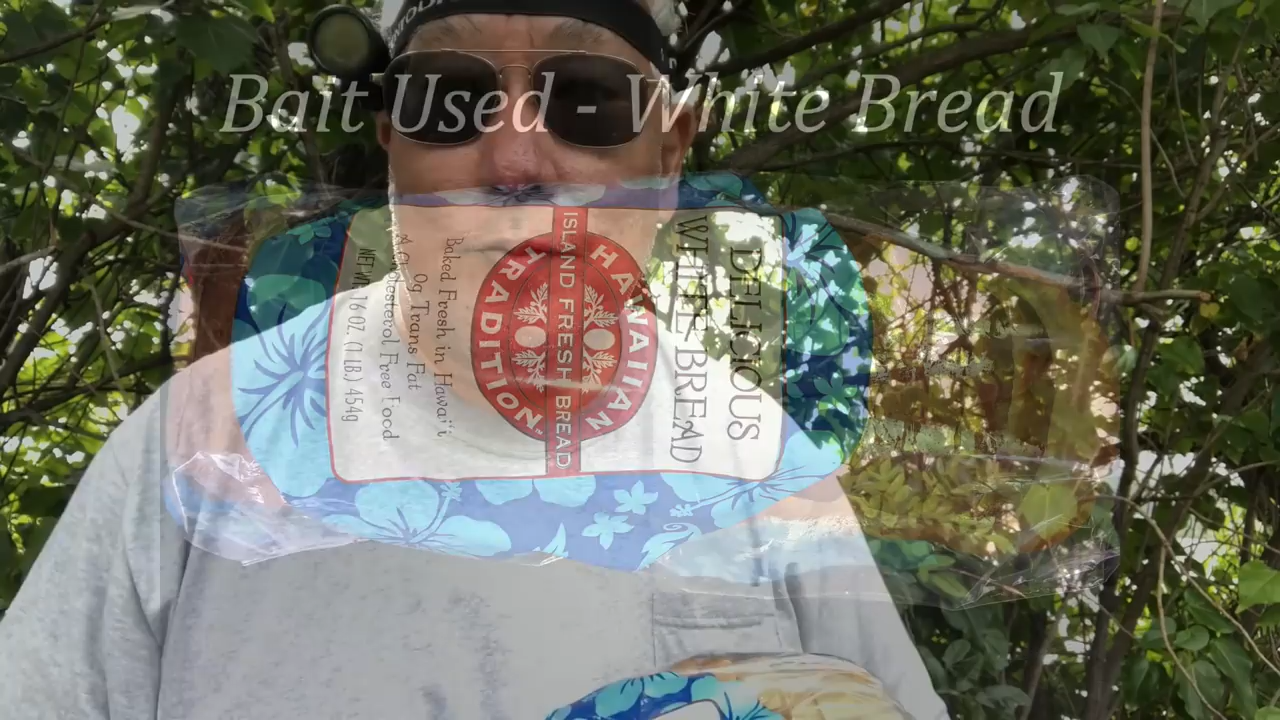 Bait Used - White Bread
DELICIOUS
WHITE BREAD
HAWAIIAN
ISLAND FRESH BREAD
TRADITION
Baked Fresh in Hawai'i
0g Trans Fat
A Cholesterol Free Food
NET WT. 16 OZ. (1 LB.) 454g